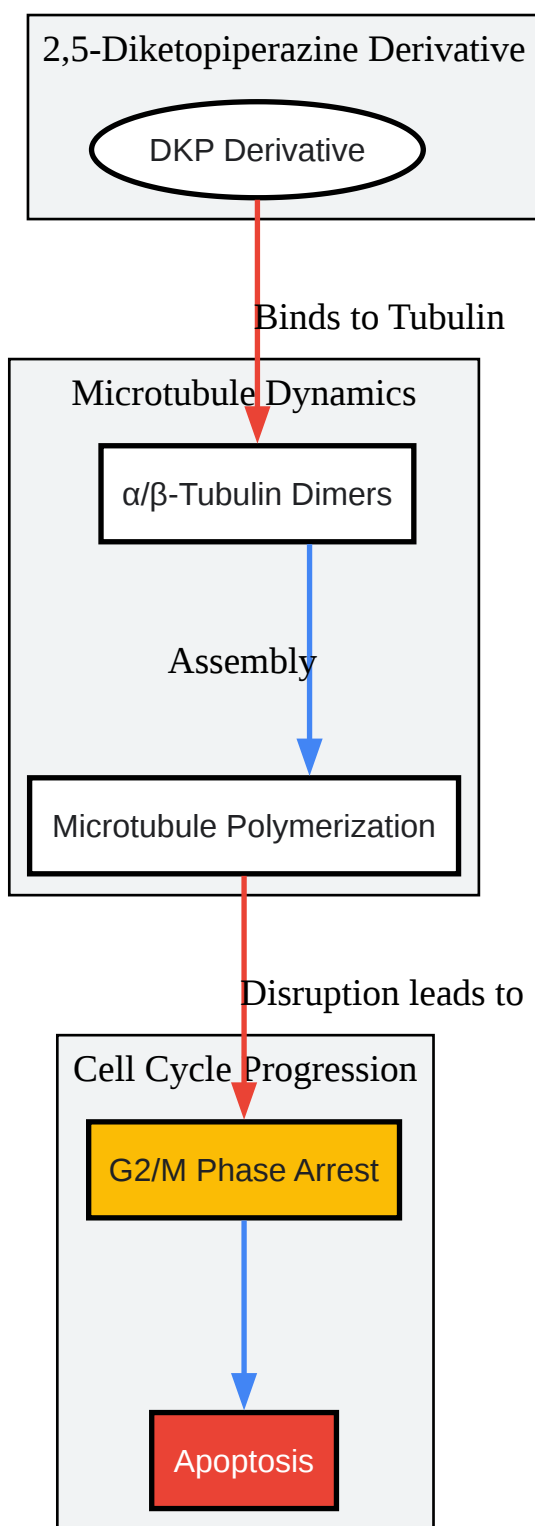 2,5-Diketopiperazine Derivative
DKP Derivative
Binds to Tubulin
Microtubule Dynamics
α/β-Tubulin Dimers
Assembly
Microtubule Polymerization
Disruption leads to
Cell Cycle Progression
G2/M Phase Arrest
Apoptosis